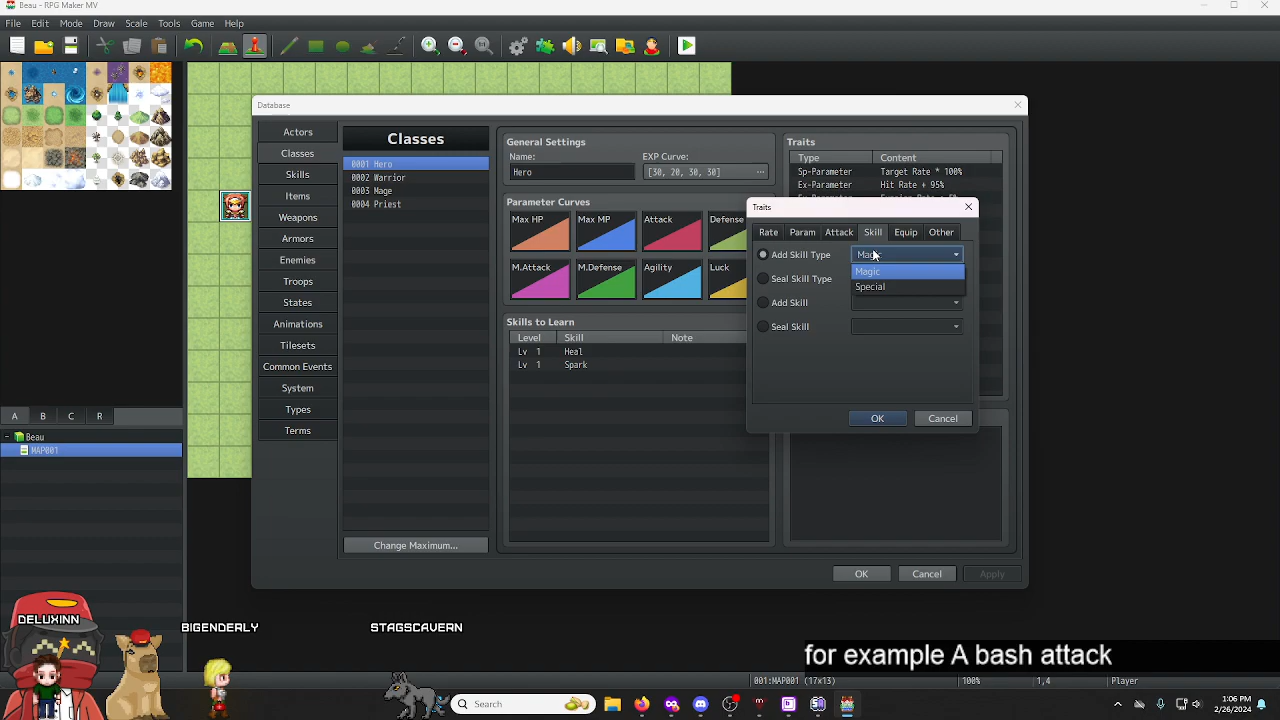 Beau - RPG Maker MV
File Edit Mode Draw Scale Tools Game Help
Database
Actors
Classes
Skills
Items
Weapons
Armors
Enemies
Troops
States
Animations
Tilesets
Common Events
System
Types
Terms
Classes
0001 Hero
0002 Warrior
0003 Mage
0004 Priest
Change Maximum...
General Settings
Name: EXP Curve:
Hero [30, 20, 30, 30] ...
Parameter Curves
Max HP Max MP Attack Defense
M.Attack M.Defense Agility Luck
Skills to Learn
Level Skill Note
Lv 1 Heal
Lv 1 Spark
Traits
Type Content
Sp-Parameter Target Rate * 100%
Ex-Parameter Hit Rate + 95%
Traits
Rate Param Attack Skill Equip Other
Add Skill Type Magic
Magic
Seal Skill Type
Special
Add Skill
Seal Skill
OK Cancel
OK Cancel Apply
A B C R
Beau
MAP001
DELUXINN
BIGENDERLY
STAGSCAVERN
for example A bash attack
001:MAP001 (17x13) 100% 1,4 Player
Search
1:06 PM
2/26/2024